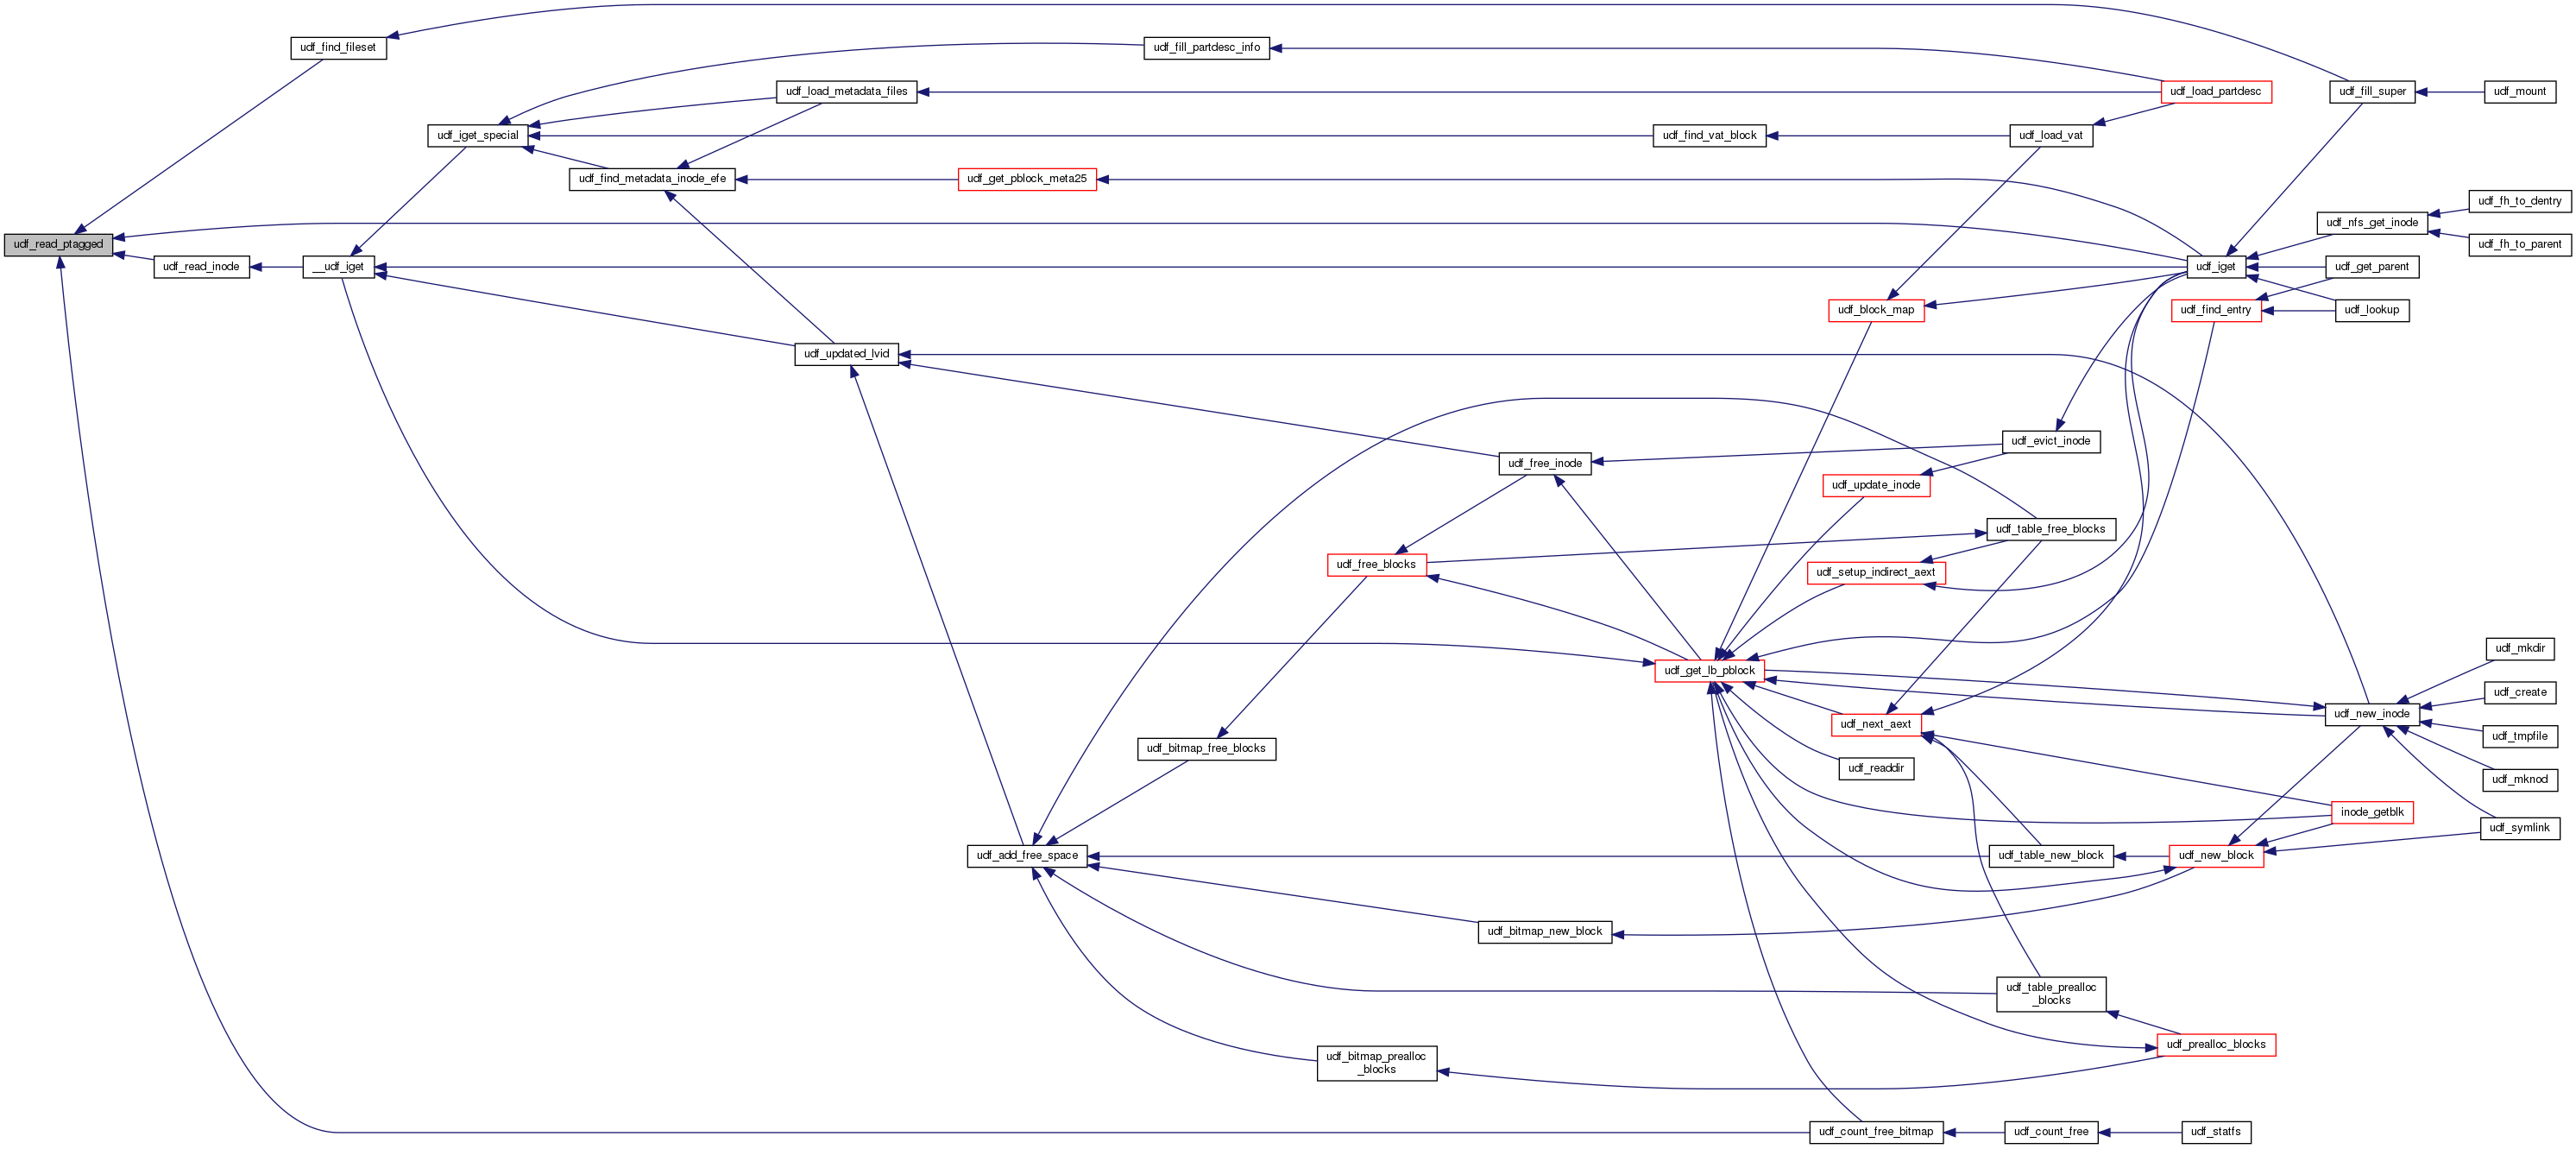 udf_find_fileset
udf_fill_partdesc_info
udf_load_metadata_files
udf_load_partdesc
udf_fill_super
udf_mount
udf_iget_special
udf_find_vat_block
udf_load_vat
udf_find_metadata_inode_efe
udf_get_pblock_meta25
udf_fh_to_dentry
udf_nfs_get_inode
udf_read_ptagged
udf_fh_to_parent
udf_read_inode
__udf_iget
udf_iget
udf_get_parent
udf_block_map
udf_find_entry
udf_lookup
udf_updated_lvid
udf_evict_inode
udf_free_inode
udf_update_inode
udf_table_free_blocks
udf_free_blocks
udf_setup_indirect_aext
udf_mkdir
udf_get_lb_pblock
udf_create
udf_new_inode
udf_next_aext
udf_tmpfile
udf_bitmap_free_blocks
udf_readdir
udf_mknod
inode_getblk
udf_symlink
udf_add_free_space
udf_table_new_block
udf_new_block
udf_bitmap_new_block
udf_table_prealloc
_blocks
udf_prealloc_blocks
udf_bitmap_prealloc
_blocks
udf_count_free_bitmap
udf_count_free
udf_statfs